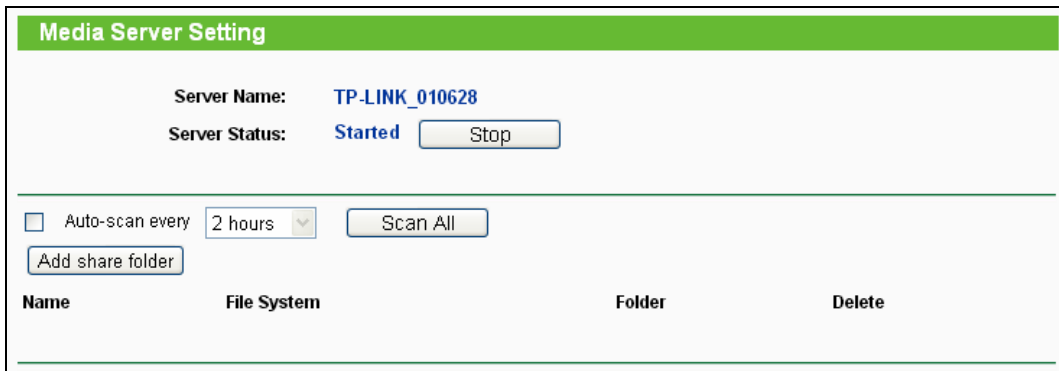 Media Server Setting
Server Name: TP-LINK_010628
Server Status: Started Stop
Auto-scan every 2 hours Scan All
Add share folder
Name File System Folder Delete